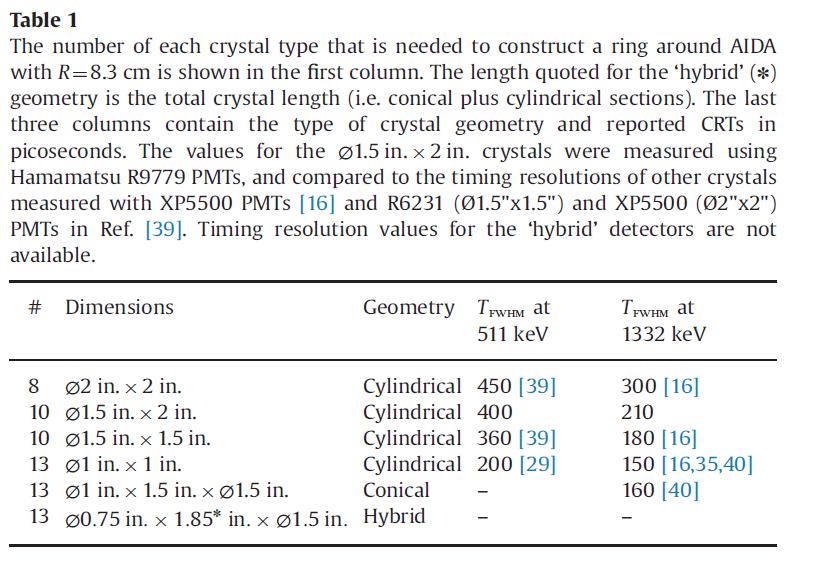 Table 1
The number of each crystal type that is needed to construct a ring around AIDA
with R=8.3 cm is shown in the first column. The length quoted for the ‘hybrid’ (*)
geometry is the total crystal length (i.e. conical plus cylindrical sections). The last
three columns contain the type of crystal geometry and reported CRTs in
picoseconds. The values for the ∅1.5 in. × 2 in. crystals were measured using
Hamamatsu R9779 PMTs, and compared to the timing resolutions of other crystals
measured with XP5500 PMTs [16] and R6231 (Ø1.5"x1.5") and XP5500 (Ø2"x2")
PMTs in Ref. [39]. Timing resolution values for the ‘hybrid’ detectors are not
available.
# Dimensions Geometry TFWHM at TFWHM at
511 keV 1332 keV
8 ∅2 in. × 2 in. Cylindrical 450 [39] 300 [16]
10 ∅1.5 in. × 2 in. Cylindrical 400 210
10 ∅1.5 in. × 1.5 in. Cylindrical 360 [39] 180 [16]
13 ∅1 in. × 1 in. Cylindrical 200 [29] 150 [16,35,40]
13 ∅1 in. × 1.5 in. × ∅1.5 in. Conical – 160 [40]
13 ∅0.75 in. × 1.85* in. × ∅1.5 in. Hybrid – –